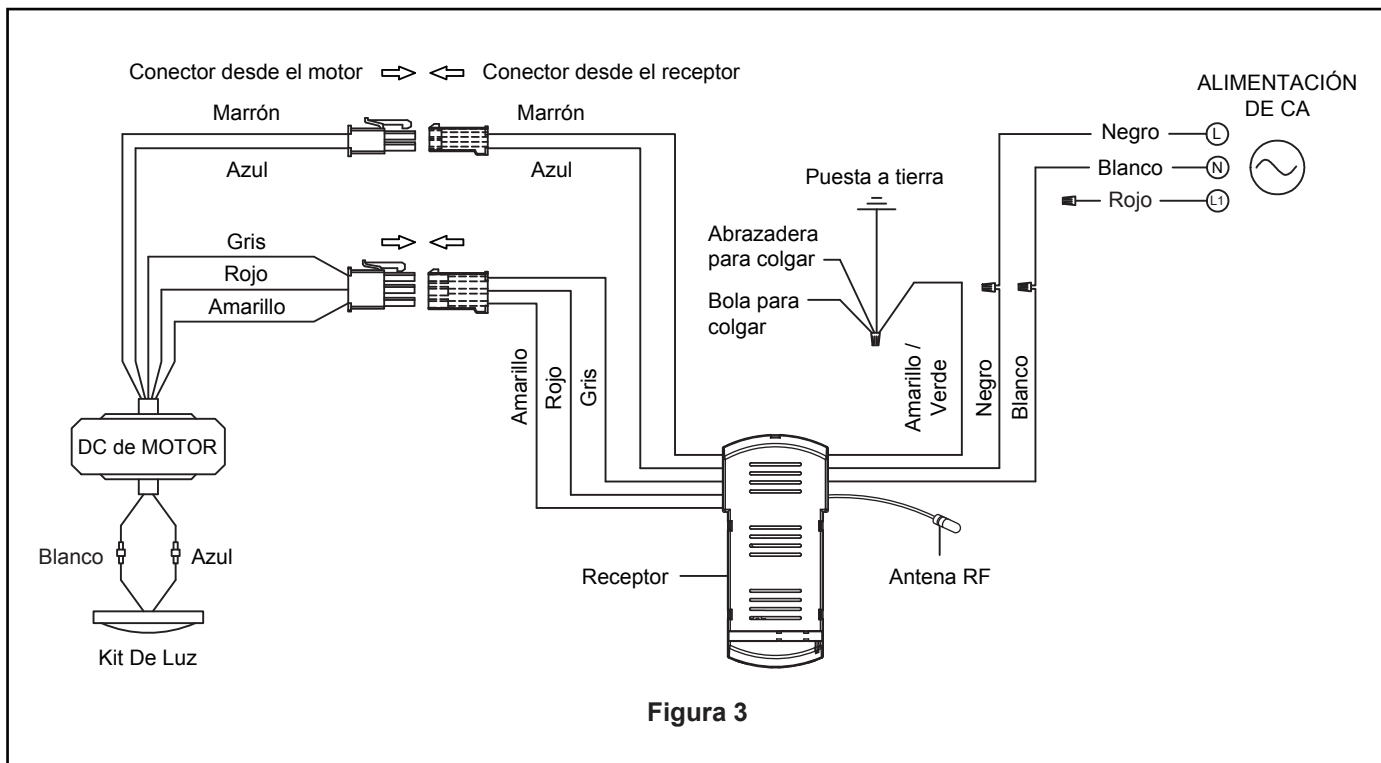 Conector desde el motor
Conector desde el receptor
ALIMENTACIÓN
DE CA
Marrón
Marrón
Negro
L
Azul
Azul
Blanco
N
Puesta a tierra
Rojo
L1
Gris
Abrazadera
para colgar
Rojo
Bola para
colgar
Amarillo
Amarillo
Rojo
Gris
Amarillo /
Verde
Negro
Blanco
DC de MOTOR
Blanco
Azul
Receptor
Antena RF
Kit De Luz
Figura 3